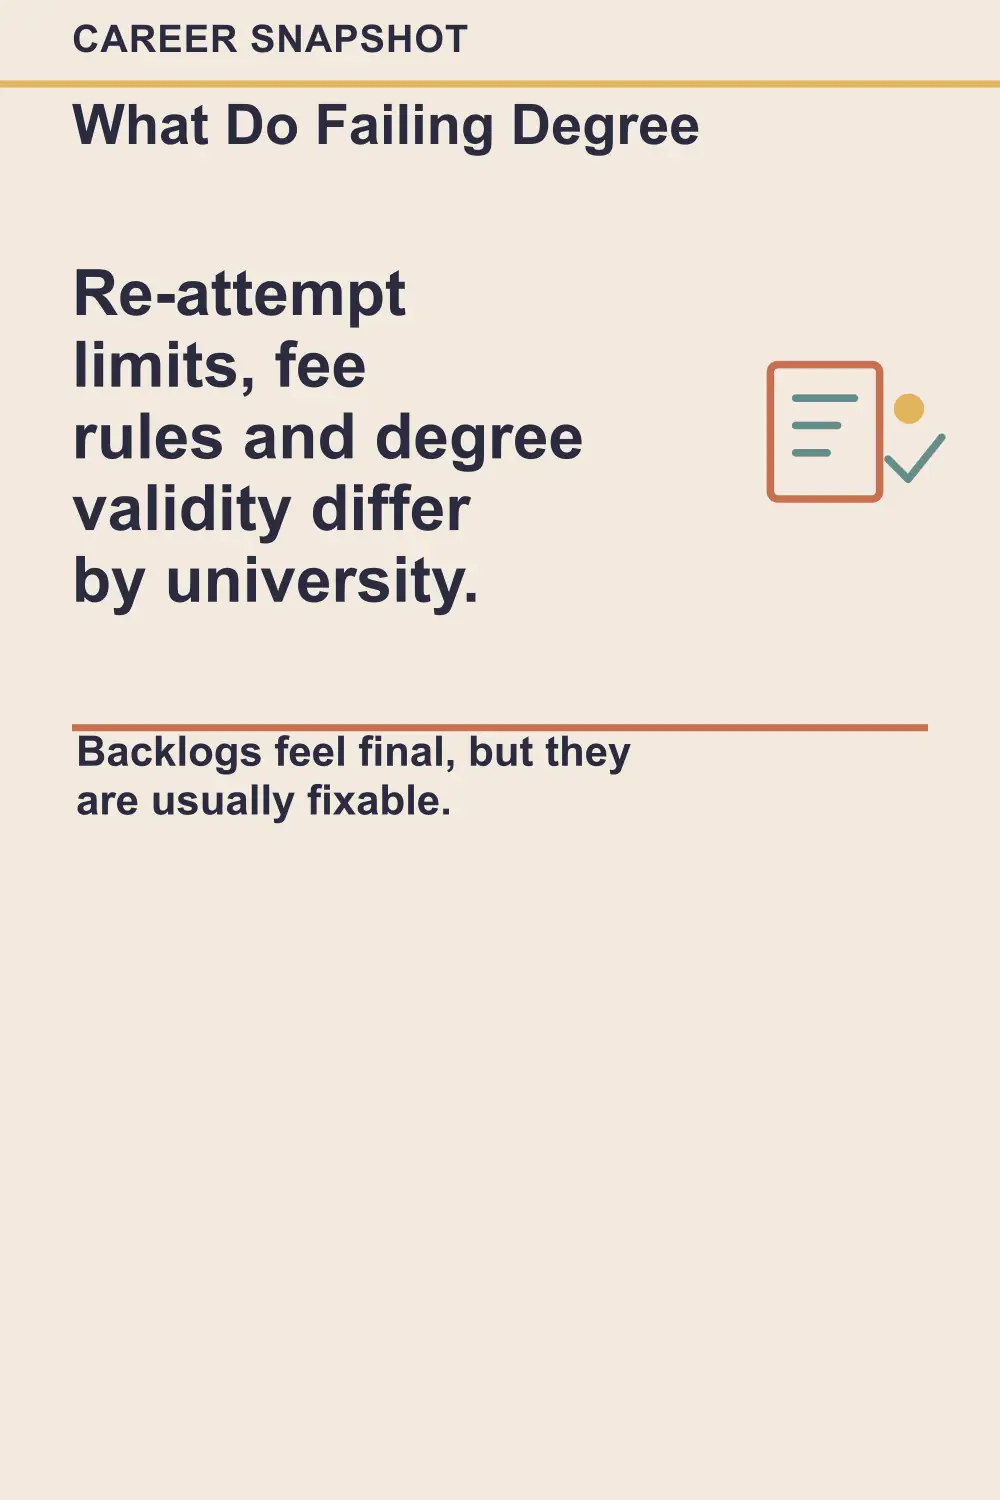 CAREER SNAPSHOT
What Do Failing Degree
Re-attempt
limits, fee
rules and degree
validity differ
by university.
Backlogs feel final, but they
are usually fixable.